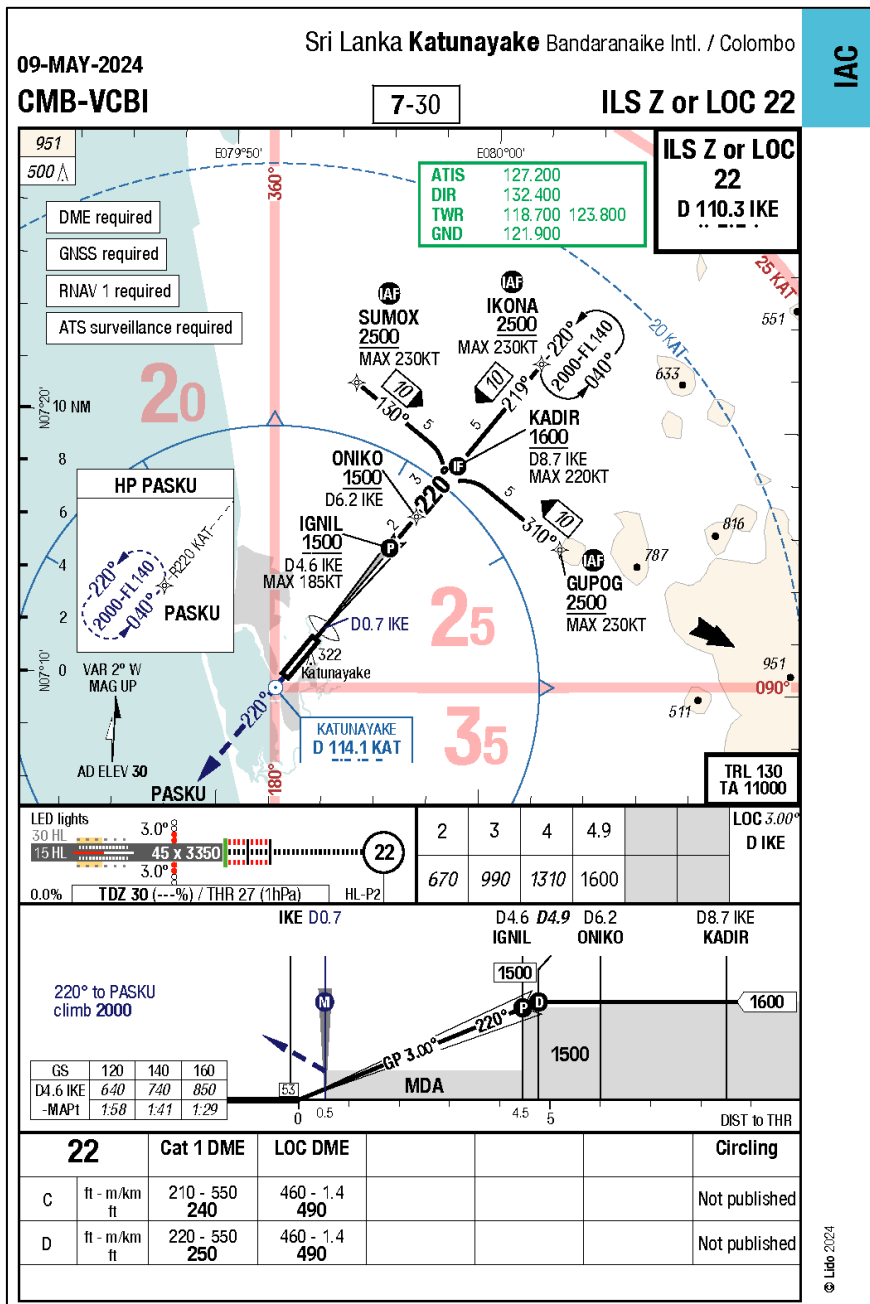 Sri Lanka Katunayake Bandaranaike Intl. / Colombo
IAC
09-MAY-2024
CMB-VCBI
7-30
ILS Z or LOC 22
951
500
E079°50'
E080°00'
360°
ATIS 127.200
DIR 132.400
TWR 118.700 123.800
GND 121.900
ILS Z or LOC
22
D 110.3 IKE
DME required
GNSS required
RNAV 1 required
ATS surveillance required
25 KAT
20 KAT
551
IAF
SUMOX
2500
MAX 230KT
IAF
IKONA
2500
MAX 230KT
220°
2000-FL140
040°
633
10
130°
5
10
219°
5
N07°20'
20
10 NM
8
6
4
2
0
N07°10'
KADIR
1600
D8.7 IKE
MAX 220KT
IF
ONIKO
1500
D6.2 IKE
3
220
2
IGNIL
1500
D4.6 IKE
MAX 185KT
P
5
10
310°
IAF
GUPOG
2500
MAX 230KT
816
787
HP PASKU
220°
2000-FL140
040°
R220 KAT
PASKU
D0.7 IKE
25
322
Katunayake
951
090°
511
VAR 2° W
MAG UP
AD ELEV 30
220°
PASKU
180°
KATUNAYAKE
D 114.1 KAT
35
TRL 130
TA 11000
LED lights
30 HL
15 HL
3.0°
45 x 3350
3.0°
22
0.0%
TDZ 30 (---%) / THR 27 (1hPa)
HL-P2
2 3 4 4.9
LOC 3.00°
D IKE
670 990 1310 1600
IKE D0.7
D4.6 D4.9 D6.2 D8.7 IKE
IGNIL ONIKO KADIR
1500
220° to PASKU
climb 2000
M
P
D
1600
GP 3.00°
220°
1500
MDA
GS 120 140 160
D4.6 IKE 640 740 850
-MAPt 1:58 1:41 1:29
53
0
0.5
4.5
5
DIST to THR
22 Cat 1 DME LOC DME Circling
C ft - m/km 210 - 550 460 - 1.4 Not published
ft 240 490
D ft - m/km 220 - 550 460 - 1.4 Not published
ft 250 490
© Lido 2024